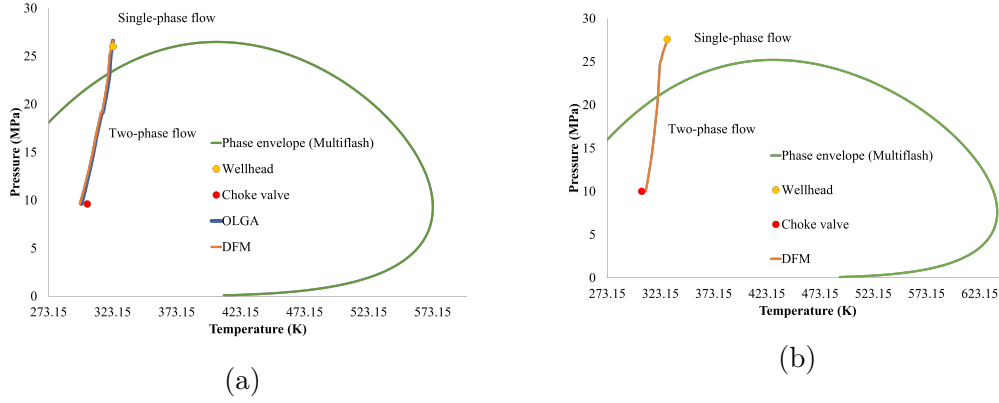 30
25
20
15
10
5
0
Pressure (MPa)
Single-phase flow
Two-phase flow
Phase envelope (Multiflash)
Wellhead
Choke valve
OLGA
DFM
273.15 323.15 373.15 423.15 473.15 523.15 573.15
Temperature (K)
(a)
30
25
20
15
10
5
0
Pressure (MPa)
Single-phase flow
Two-phase flow
Phase envelope (Multiflash)
Wellhead
Choke valve
DFM
273.15 323.15 373.15 423.15 473.15 523.15 573.15 623.15
Temperature (K)
(b)